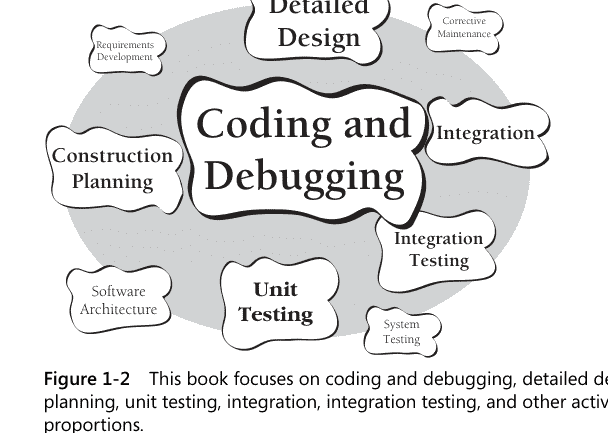 Detailed
Design
Corrective
Maintenance
Requirements
Development
Coding and
Debugging
Integration
Construction
Planning
Integration
Testing
Software
Architecture
Unit
Testing
System
Testing
Figure 1-2 This book focuses on coding and debugging, detailed de
planning, unit testing, integration, integration testing, and other activ
proportions.